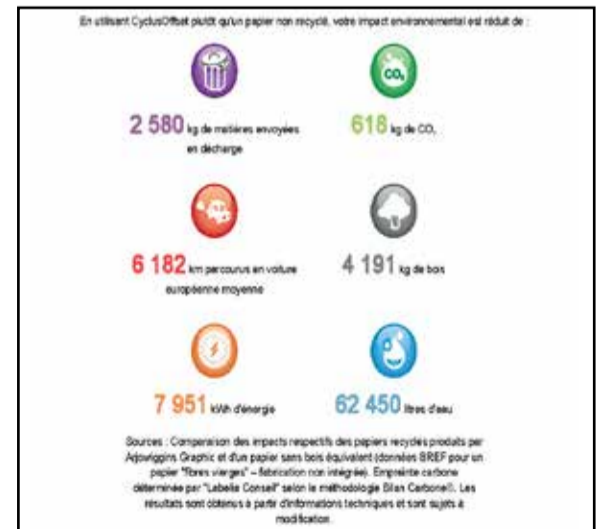 En utilisant CyclusOffset plutôt qu'un papier non recyclé, votre impact environnemental est réduit de :
2 580 kg de matières envoyées
en décharge
CO₂
618 kg de CO₂
6 182 km parcourus en voiture
européenne moyenne
4 191 kg de bois
7 951 kWh d'énergie
62 450 litres d'eau
Sources : Comparaison des impacts respectifs des papiers recyclés produits par
Arjowiggins Graphic et d'un papier sans bois équivalent (données BREF pour un
papier "fibres vierges" – fabrication non intégrée). Empreinte carbone
déterminée par "Labelia Conseil" selon la méthodologie Bilan Carbone®. Les
résultats sont obtenus à partir d'informations techniques et sont sujets à
modification.